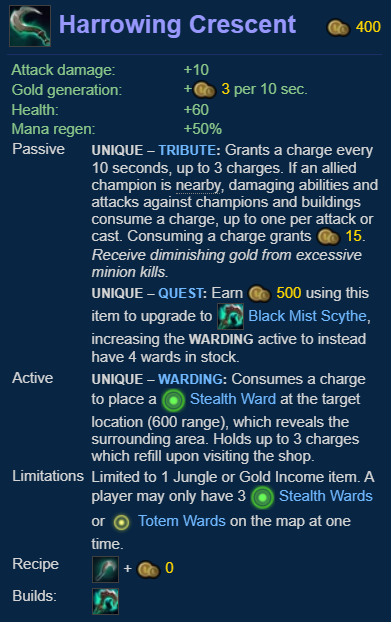 Harrowing Crescent 400
Attack damage: +10
Gold generation: + 3 per 10 sec.
Health: +60
Mana regen: +50%
Passive UNIQUE – TRIBUTE: Grants a charge every
10 seconds, up to 3 charges. If an allied
champion is nearby, damaging abilities and
attacks against champions and buildings
consume a charge, up to one per attack or
cast. Consuming a charge grants 15.
Receive diminishing gold from excessive
minion kills.
UNIQUE – QUEST: Earn 500 using this
item to upgrade to Black Mist Scythe,
increasing the WARDING active to instead
have 4 wards in stock.
Active UNIQUE – WARDING: Consumes a charge
to place a Stealth Ward at the target
location (600 range), which reveals the
surrounding area. Holds up to 3 charges
which refill upon visiting the shop.
Limitations Limited to 1 Jungle or Gold Income item. A
player may only have 3 Stealth Wards
or Totem Wards on the map at one
time.
Recipe + 0
Builds: